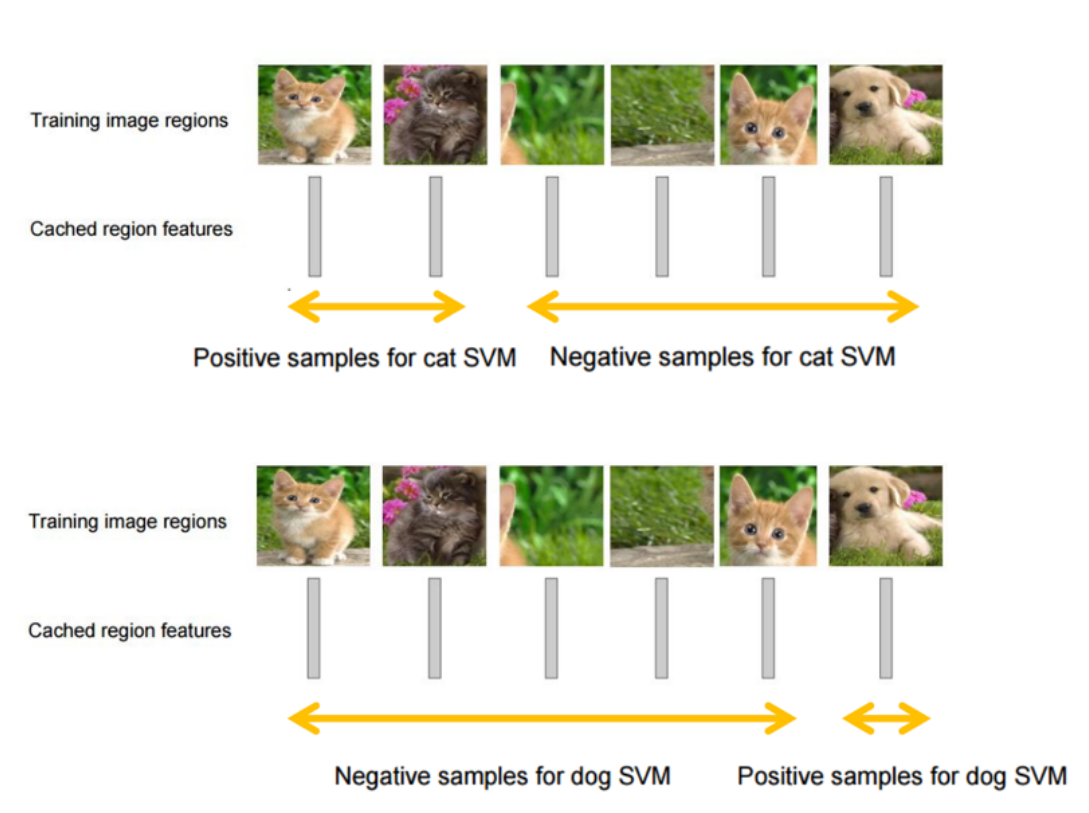 Training image regions
Cached region features
Positive samples for cat SVM
Negative samples for cat SVM
Training image regions
Cached region features
Negative samples for dog SVM
Positive samples for dog SVM